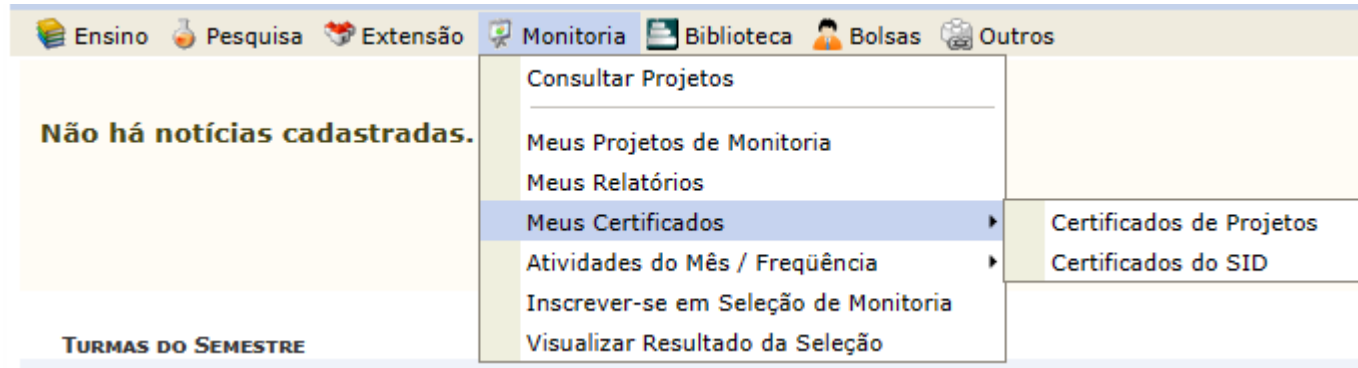 Ensino Pesquisa Extensão Monitoria Biblioteca Bolsas Outros
Consultar Projetos
Não há notícias cadastradas.
Meus Projetos de Monitoria
Meus Relatórios
Meus Certificados
Certificados de Projetos
Atividades do Mês / Freqüência
Certificados do SID
Inscrever-se em Seleção de Monitoria
Visualizar Resultado da Seleção
TURMAS DO SEMESTRE